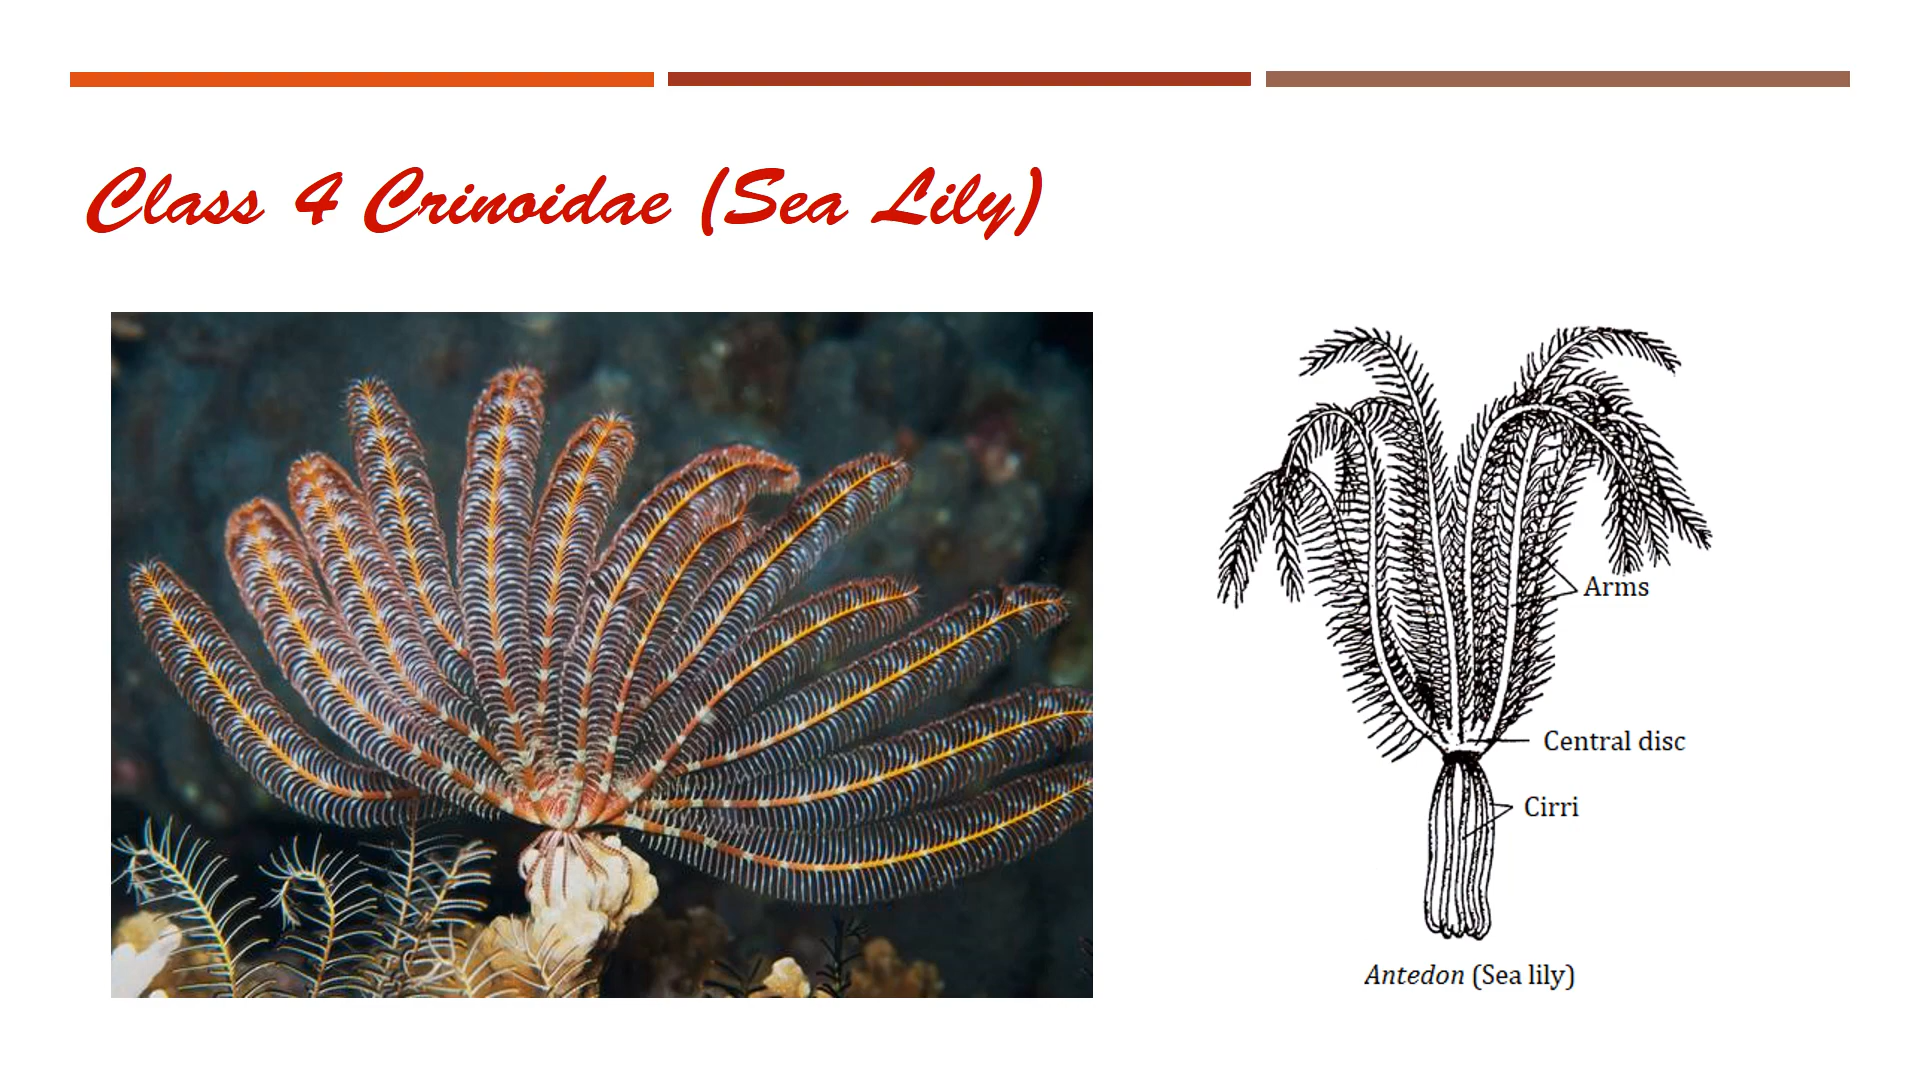 Class 4 Crinoidae (Sea Lily)
Arms
Central disc
Cirri
Antedon (Sea lily)